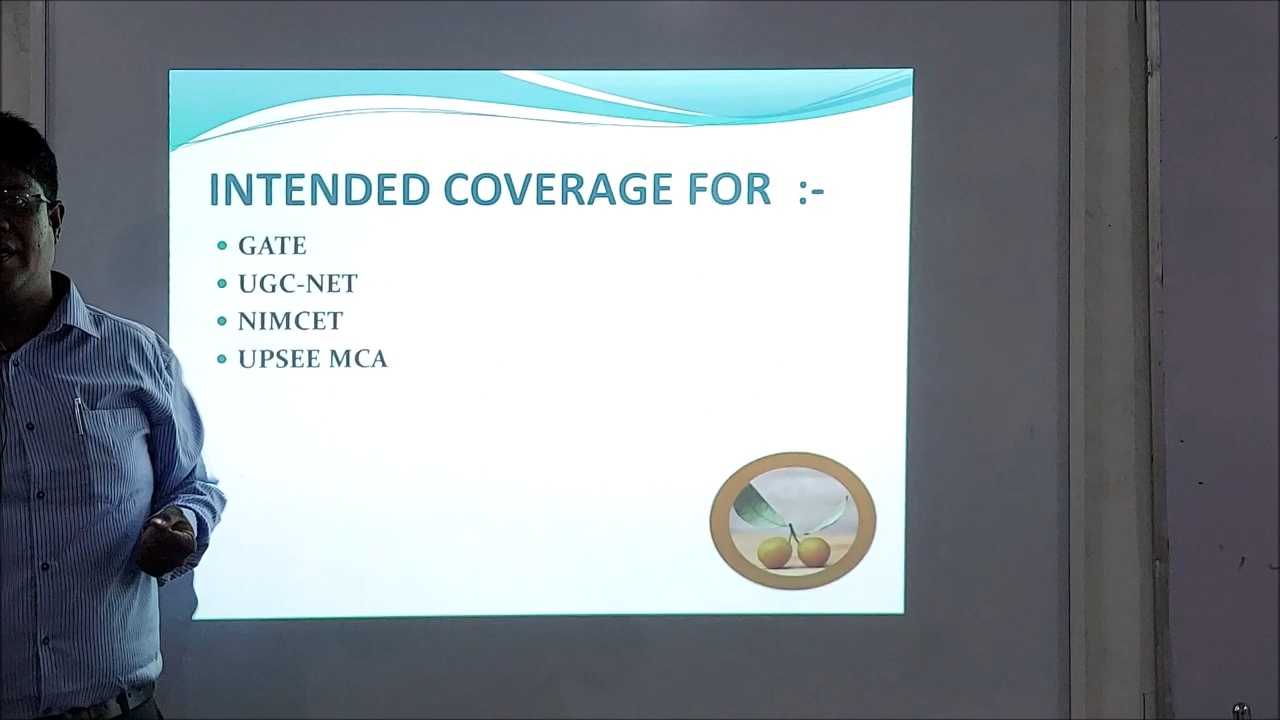 INTENDED COVERAGE FOR :-
• GATE
• UGC-NET
• NIMCET
• UPSEE MCA